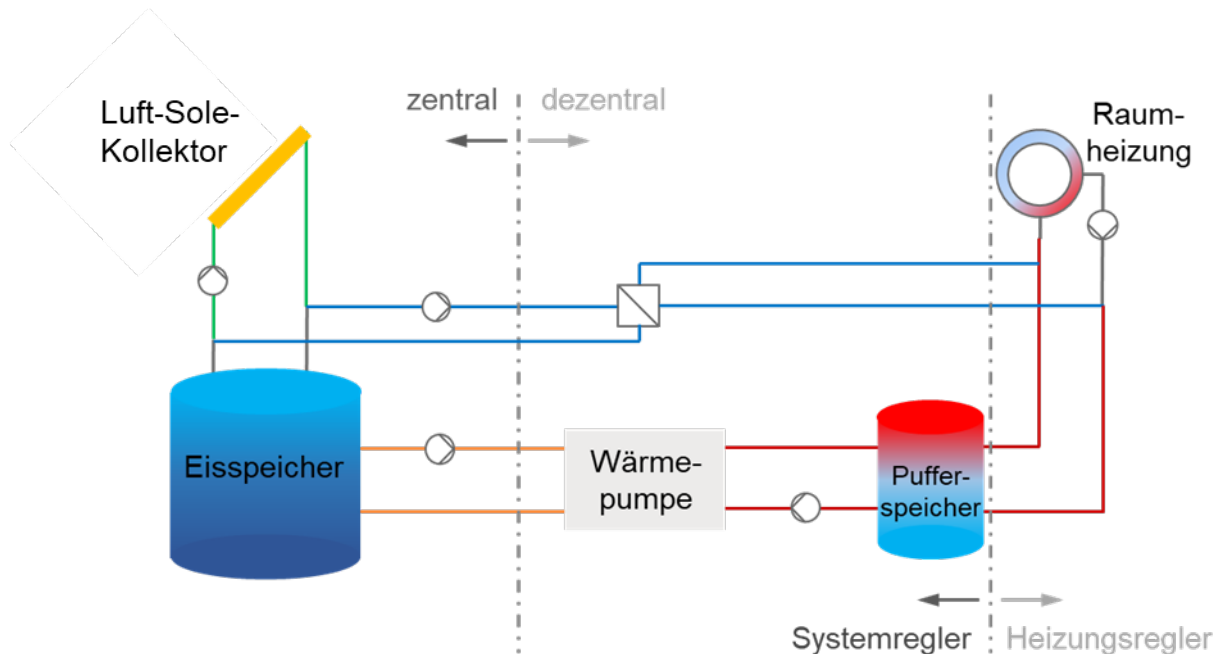 Luft-Sole-
Kollektor
zentral
dezentral
Raum-
heizung
Eisspeicher
Wärme-
pumpe
Puffer-
speicher
Systemregler
Heizungsregler